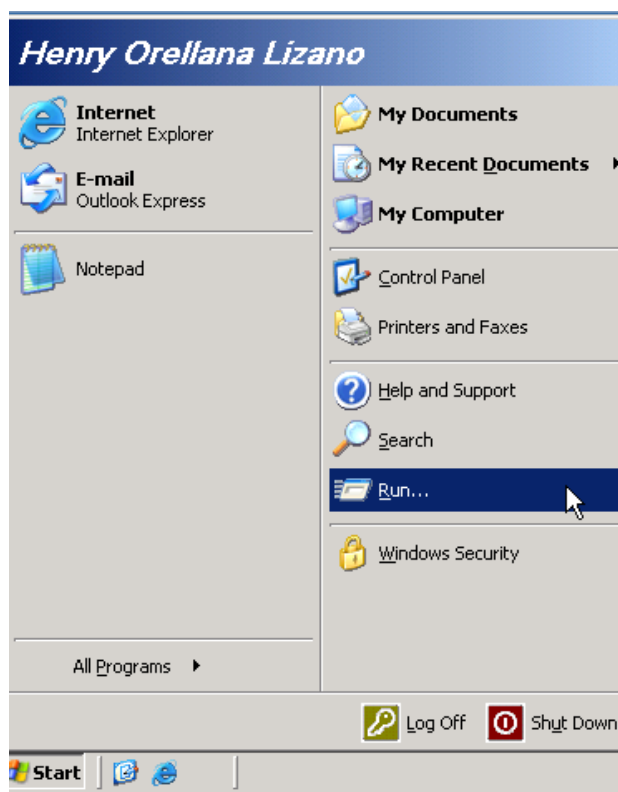 Henry Orellana Lizano
Internet
Internet Explorer
E-mail
Outlook Express
Notepad
All Programs
My Documents
My Recent Documents
My Computer
Control Panel
Printers and Faxes
Help and Support
Search
Run...
Windows Security
Log Off
Shut Down
Start